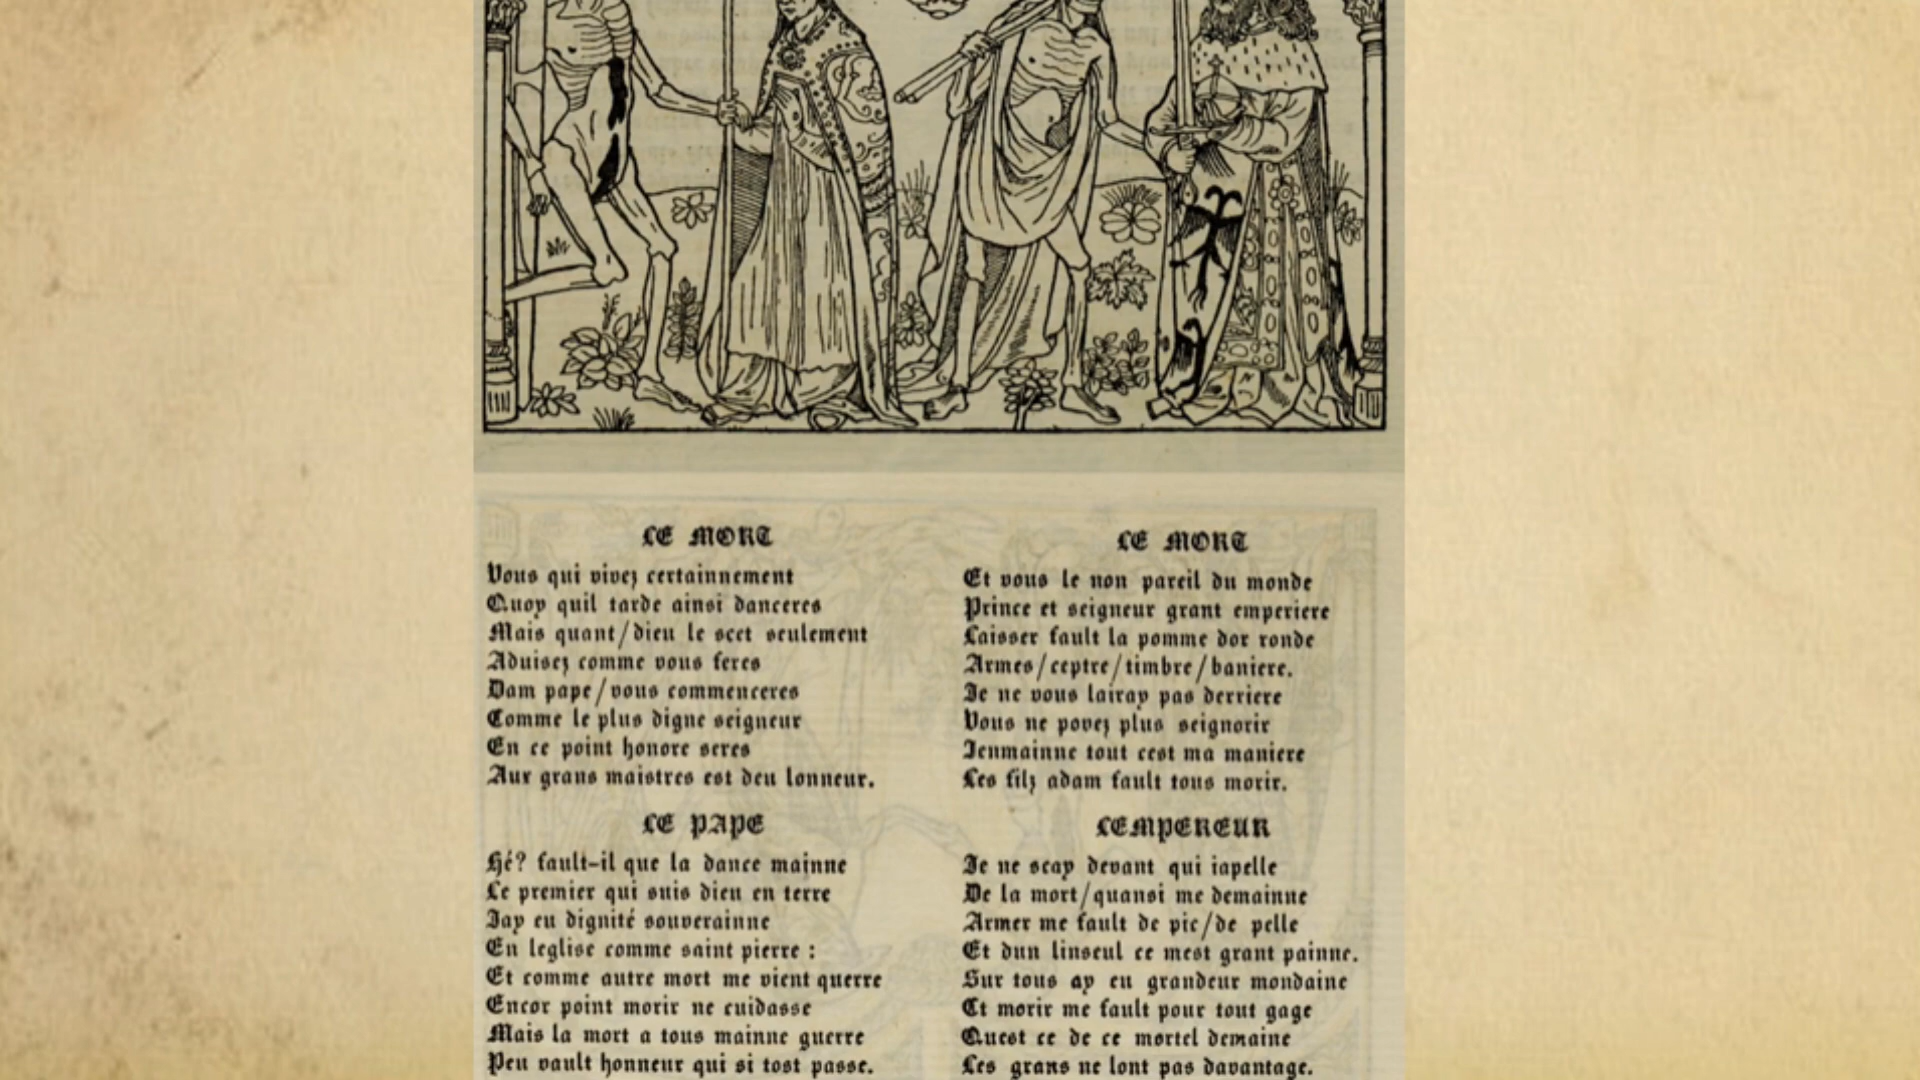 LE MORT
Vous qui vivez certainnement
Quoy quil tarde ainsi danceres
Mais quant/dieu le scet seulement
Aduisez comme vous feres
Dam pape/vous commenceres
Comme le plus digne seigneur
En ce point honore seres
Aux grans maistres est deu lonneur.
LE PAPE
Hé? fault-il que la dance mainne
Le premier qui suis dieu en terre
Jay eu dignité souverainne
En leglise comme saint pierre :
Et comme autre mort me vient querre
Encor point morir ne cuidasse
Mais la mort a tous mainne guerre
Peu vault honneur qui si tost passe.
LE MORT
Et vous le non pareil du monde
Prince et seigneur grant emperiere
Laisser fault la pomme dor ronde
Armes/ceptre/timbre/baniere.
Je ne vous lairay pas derriere
Vous ne povez plus seignorir
Jenmainne tout cest ma maniere
Les filz adam fault tous morir.
LEMPEREUR
Je ne scay devant qui iapelle
De la mort/quansi me demainne
Armer me fault de pic/de pelle
Et dun linseul ce mest grant painne.
Sur tous ay eu grandeur mondaine
Et morir me fault pour tout gage
Quest ce de ce mortel demaine
Les grans ne lont pas davantage.